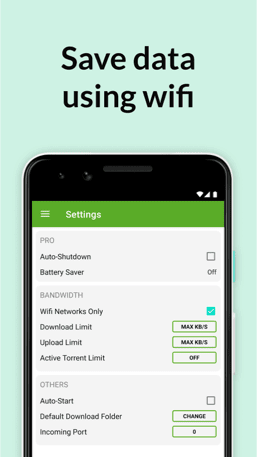 Save data
using wifi
Settings
PRO
Auto-Shutdown
Battery Saver Off
BANDWIDTH
Wifi Networks Only
Download Limit MAX KB/S
Upload Limit MAX KB/S
Active Torrent Limit OFF
OTHERS
Auto-Start
Default Download Folder CHANGE
Incoming Port 0